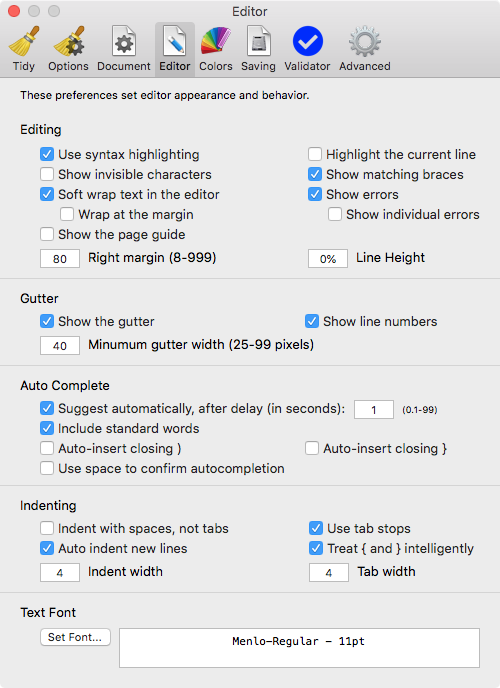 Editor
Tidy Options Document Editor Colors Saving Validator Advanced
These preferences set editor appearance and behavior.
Editing
Use syntax highlighting Highlight the current line
Show invisible characters Show matching braces
Soft wrap text in the editor Show errors
Wrap at the margin Show individual errors
Show the page guide
80 Right margin (8-999) 0% Line Height
Gutter
Show the gutter Show line numbers
40 Minumum gutter width (25-99 pixels)
Auto Complete
Suggest automatically, after delay (in seconds): 1 (0.1-99)
Include standard words
Auto-insert closing ) Auto-insert closing }
Use space to confirm autocompletion
Indenting
Indent with spaces, not tabs Use tab stops
Auto indent new lines Treat { and } intelligently
4 Indent width 4 Tab width
Text Font
Set Font... Menlo-Regular - 11pt